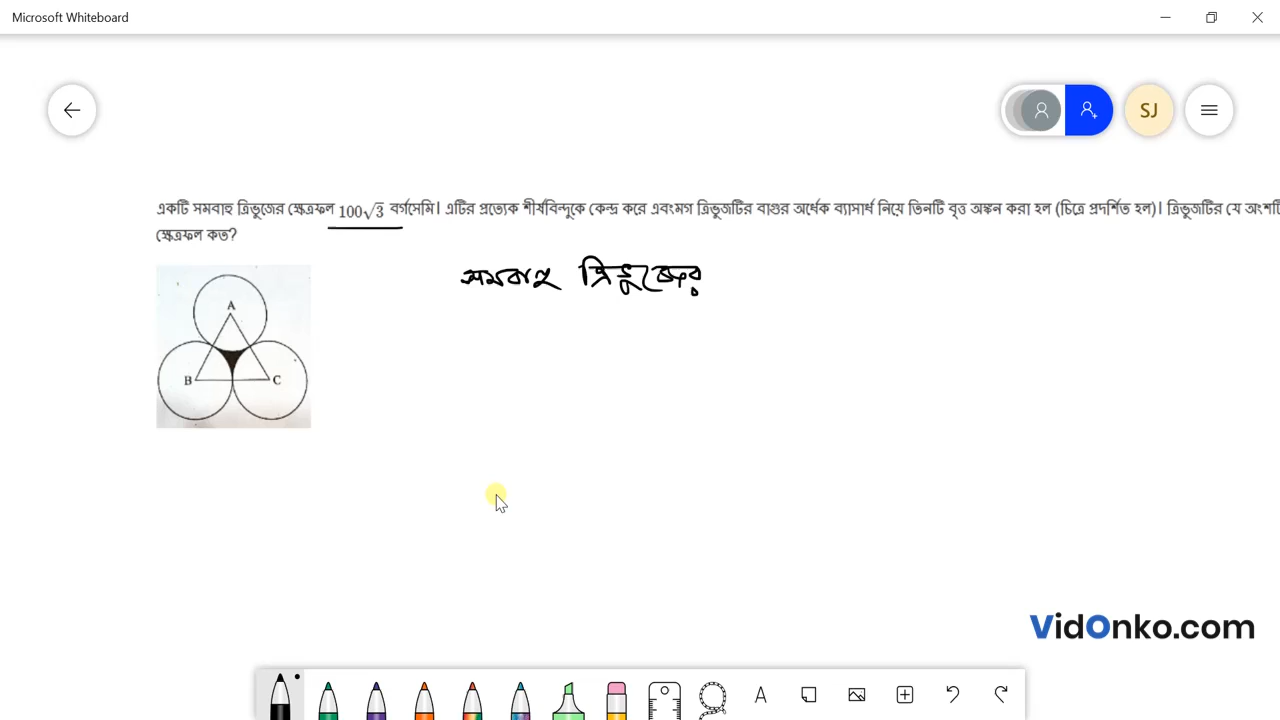 Microsoft Whiteboard
SJ
একটি সমবাহু ত্রিভুজের ক্ষেত্রফল 100√3 বর্গসেমি। এটির প্রত্যেক শীর্ষবিন্দুকে কেন্দ্র করে এবংমগ ত্রিভুজটির বাগুর অর্ধেক ব্যাসার্ধ নিয়ে তিনটি বৃত্ত অঙ্কন করা হল (চিত্রে প্রদর্শিত হল)। ত্রিভুজটির যে অংশটি
ক্ষেত্রফল কত?
সমবাহু ত্রিভুজের
A
B
C
VidOnko.com
A